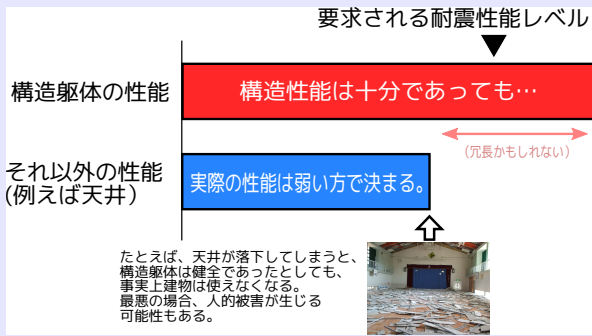 要求される耐震性能レベル
構造躯体の性能
構造性能は十分であっても…
(冗長かもしれない)
それ以外の性能
(例えば天井)
実際の性能は弱い方で決まる。
たとえば、天井が落下してしまうと、
構造躯体は健全であったとしても、
事実上建物は使えなくなる。
最悪の場合、人的被害が生じる
可能性もある。